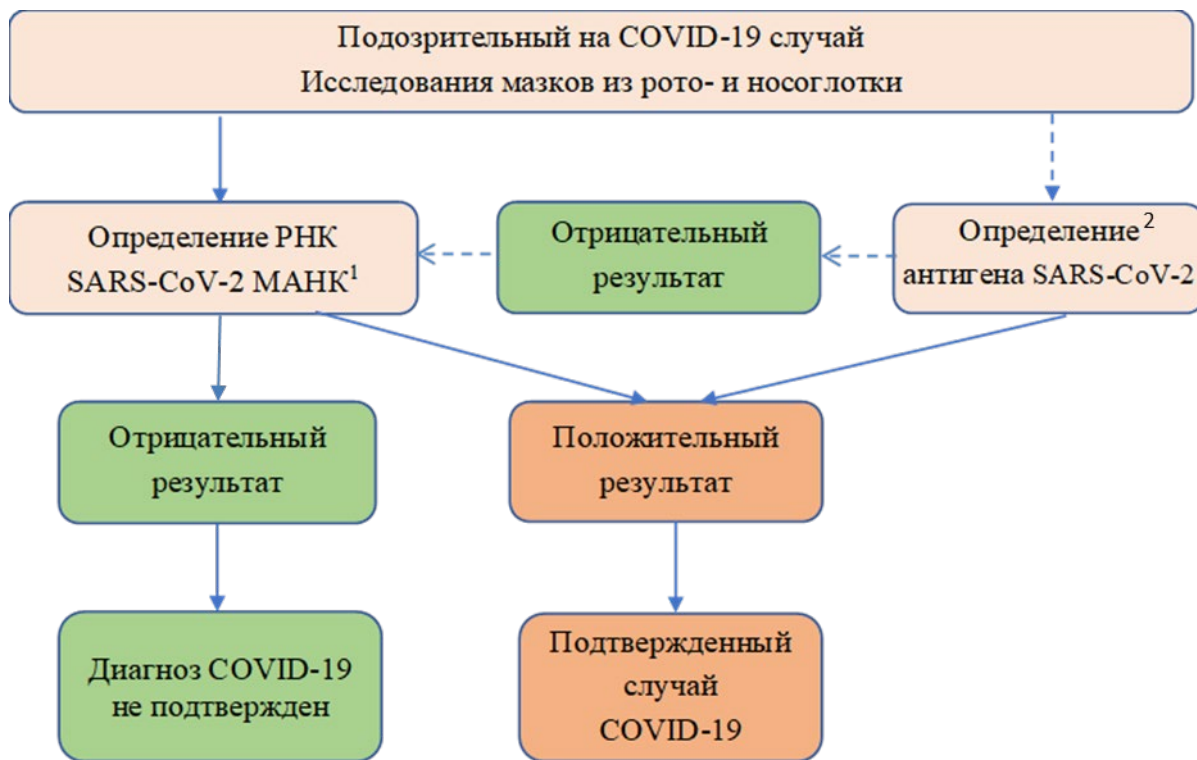 Подозрительный на COVID-19 случай
Исследования мазков из рото- и носоглотки
Определение РНК
SARS-CoV-2 МАНК¹
Отрицательный
результат
Определение²
антигена SARS-CoV-2
Отрицательный
результат
Положительный
результат
Диагноз COVID-19
не подтвержден
Подтвержденный
случай
COVID-19